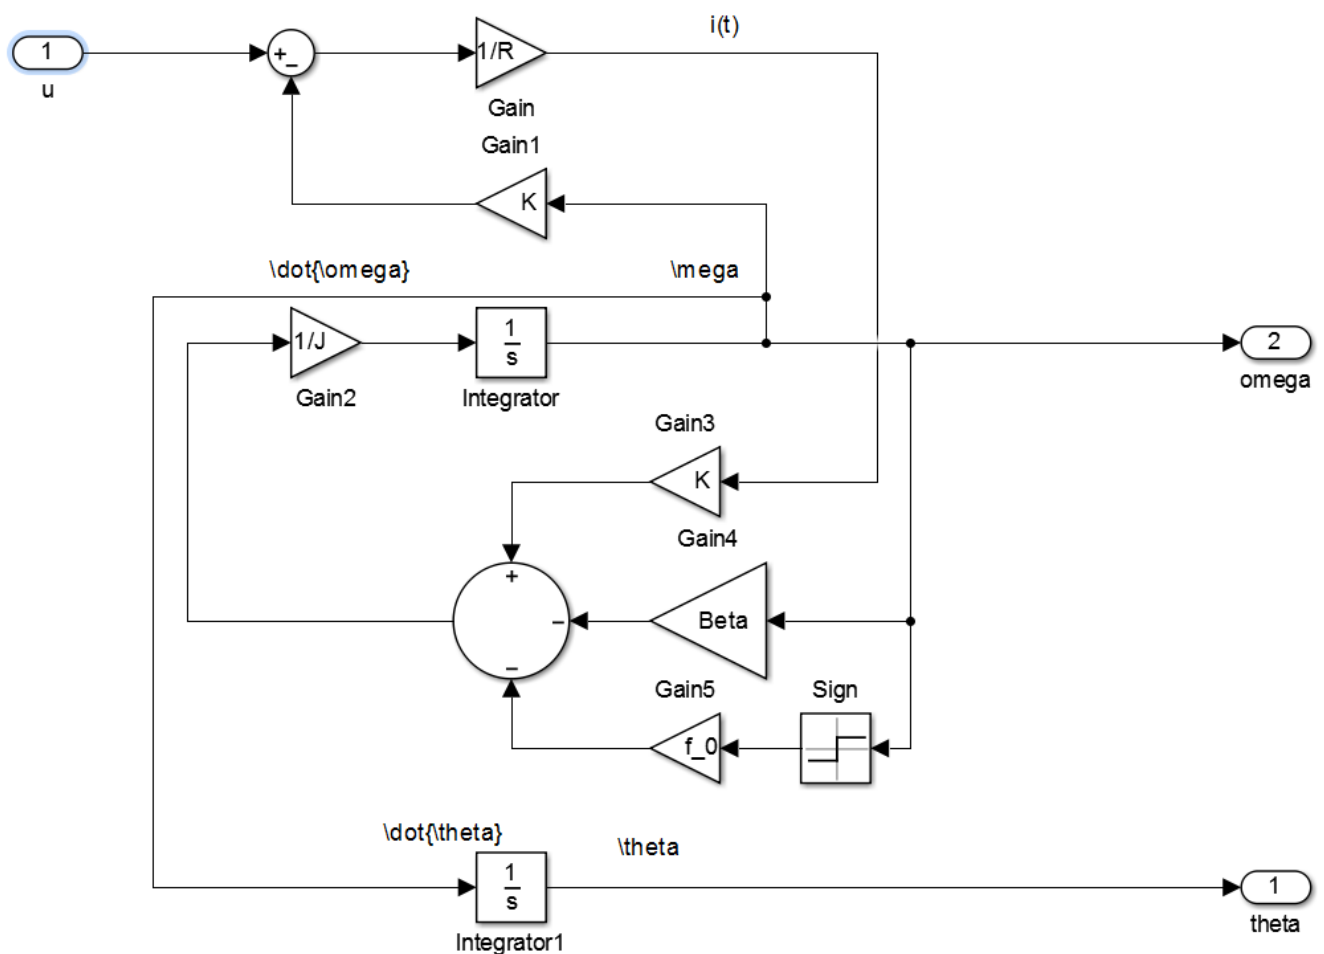 i(t)
1
+
−
1/R
u
Gain
Gain1
K
\dot{\omega}
\mega
1/J
1
s
2
Gain2
Integrator
omega
Gain3
K
Gain4
+
−
Beta
−
Gain5
Sign
f_0
\dot{\theta}
\theta
1
s
1
Integrator1
theta